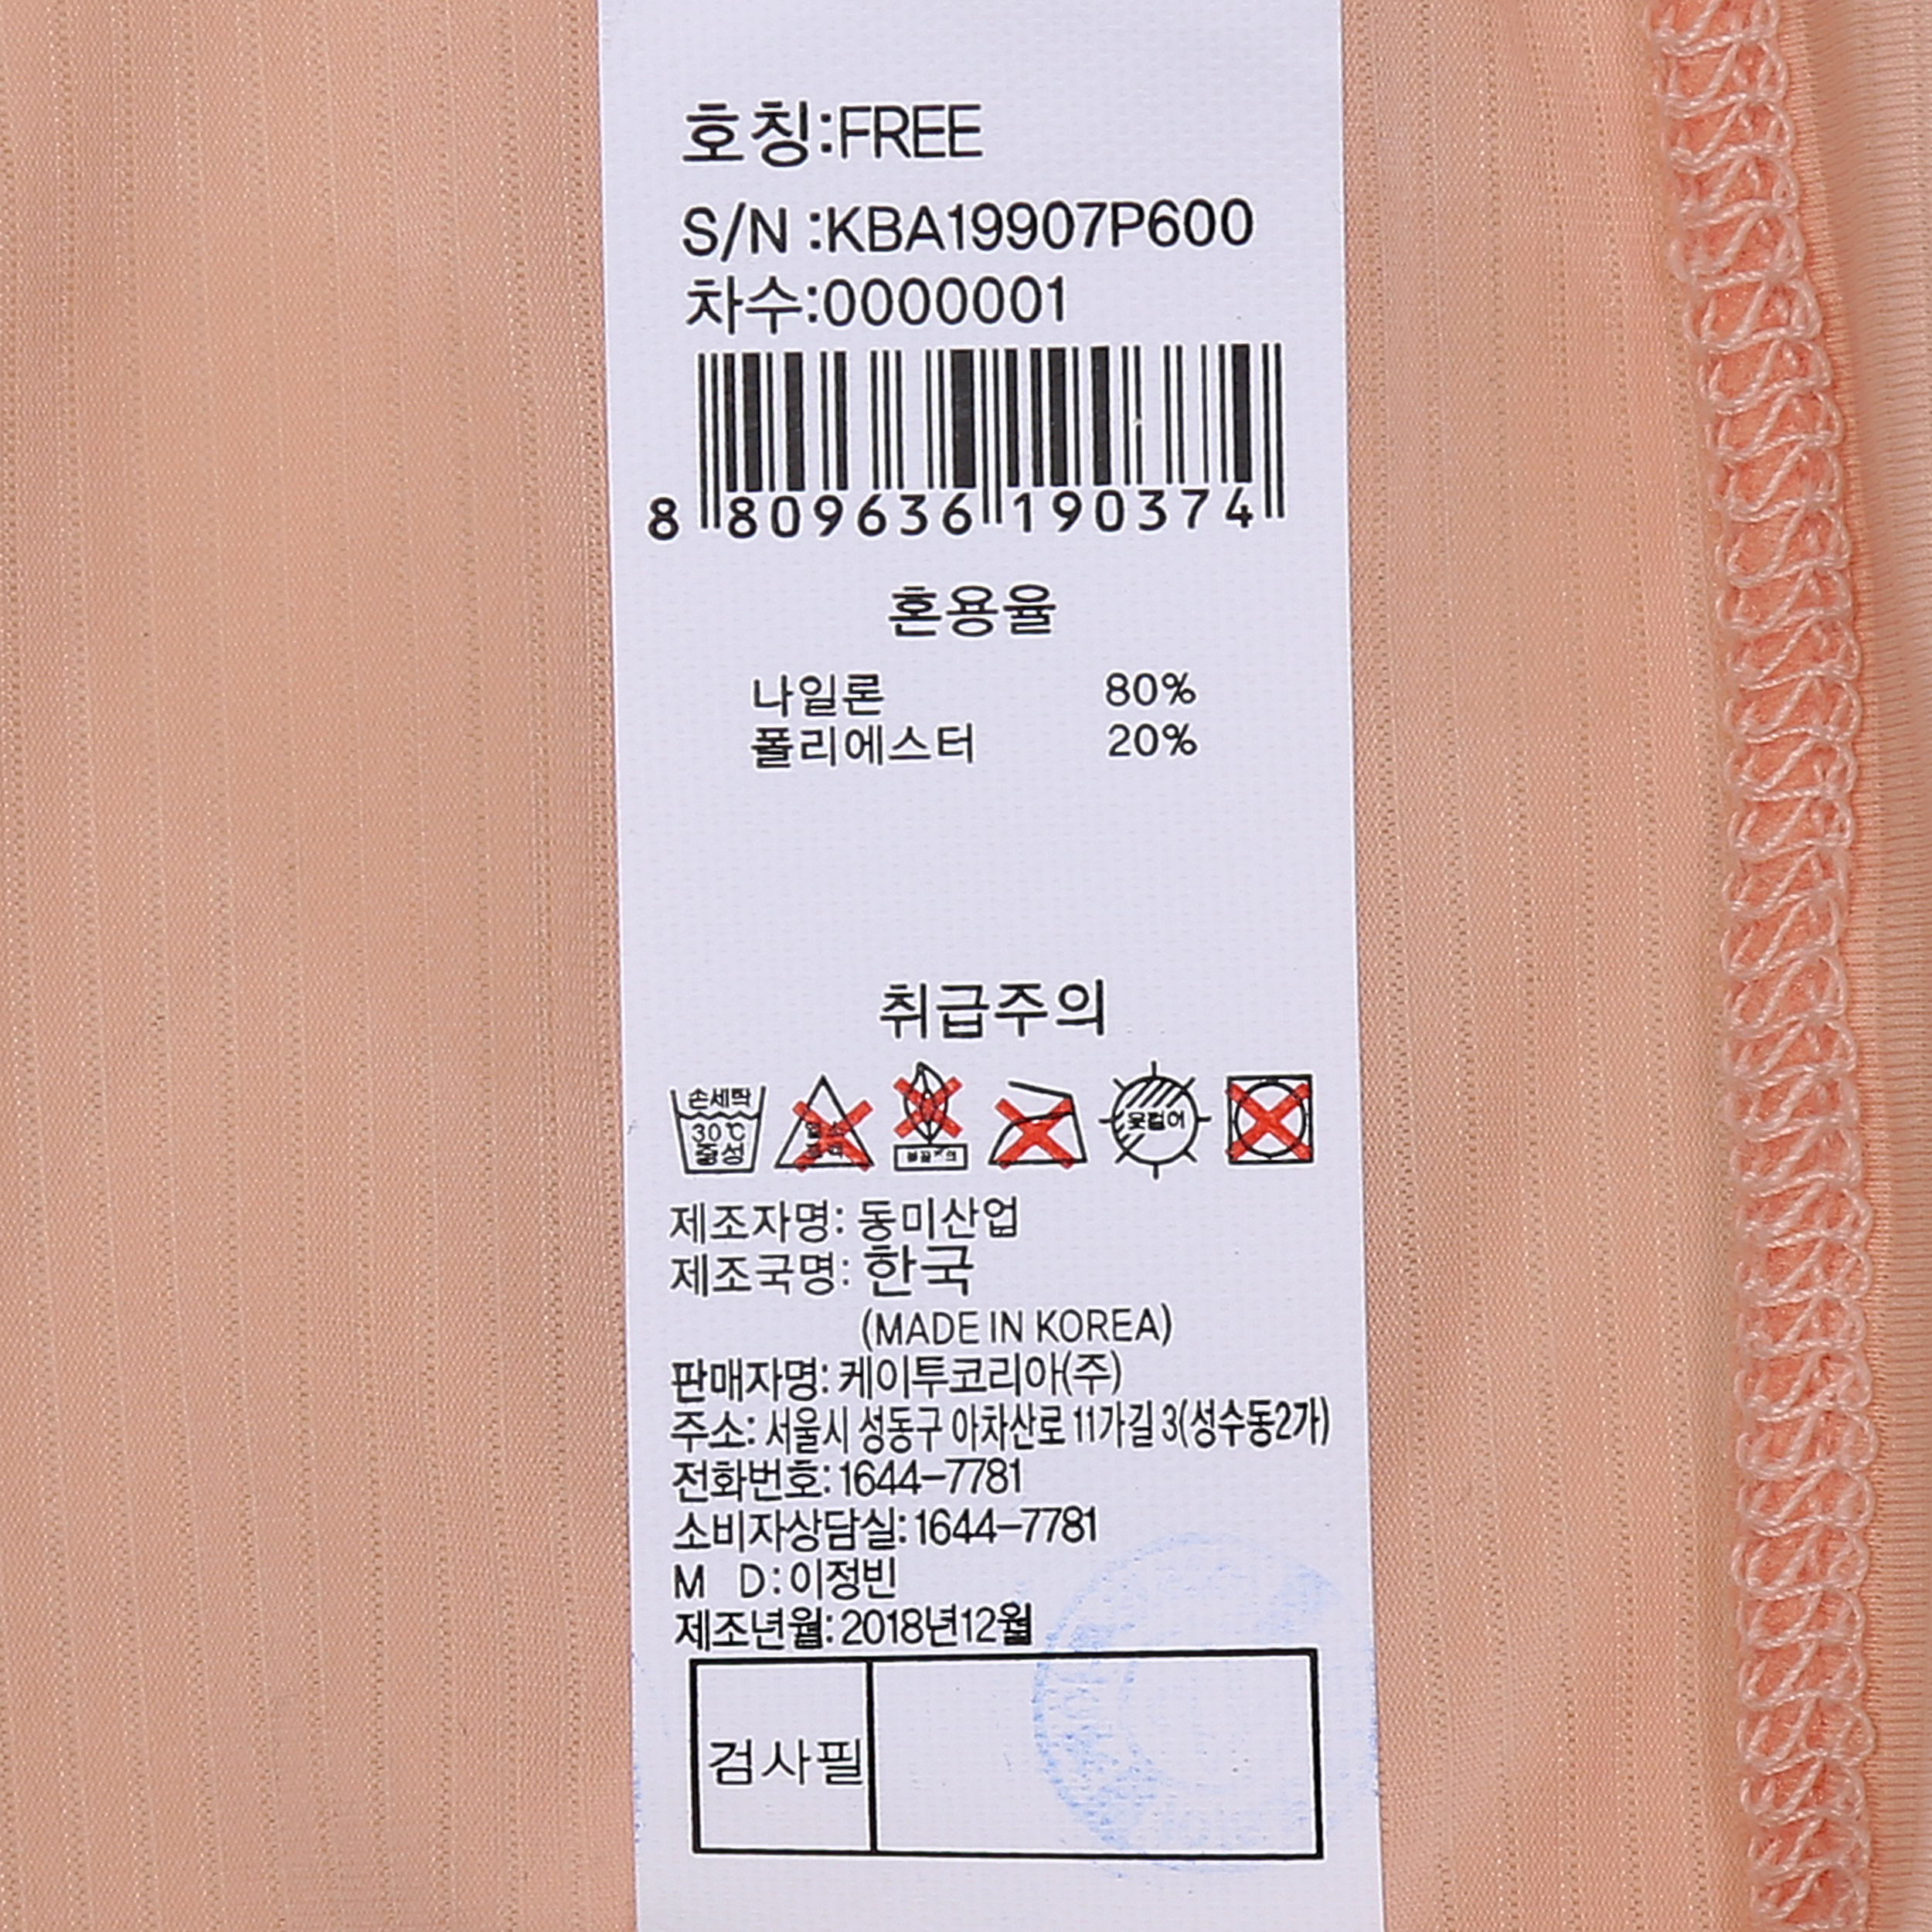 호칭:FREE
S/N :KBA19907P600
차수:0000001
8 809636 190374
혼용율
나일론 80%
폴리에스터 20%
취급주의
손세탁
30℃
중성
옷걸이
제조자명: 동미산업
제조국명: 한국
(MADE IN KOREA)
판매자명: 케이투코리아(주)
주소: 서울시 성동구 아차산로 11가길 3(성수동2가)
전화번호: 1644-7781
소비자상담실: 1644-7781
M D: 이정빈
제조년월: 2018년12월
검사필